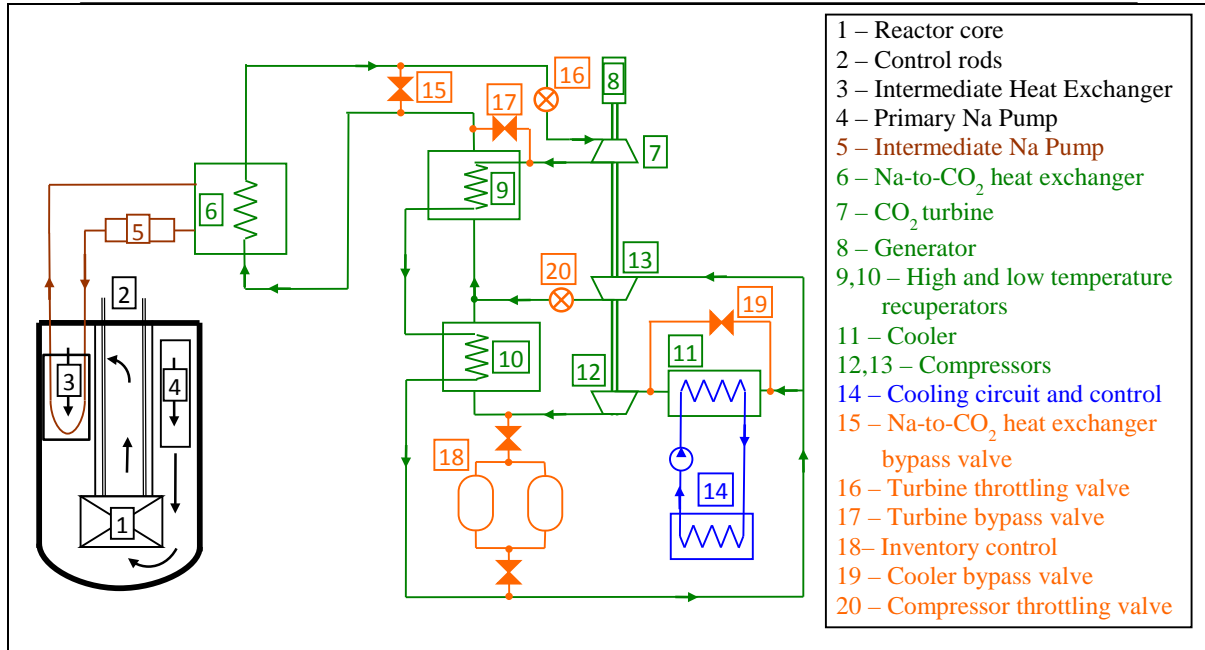 1 – Reactor core
2 – Control rods
3 – Intermediate Heat Exchanger
4 – Primary Na Pump
5 – Intermediate Na Pump
6 – Na-to-CO₂ heat exchanger
7 – CO₂ turbine
8 – Generator
9,10 – High and low temperature
recuperators
11 – Cooler
12,13 – Compressors
14 – Cooling circuit and control
15 – Na-to-CO₂ heat exchanger
bypass valve
16 – Turbine throttling valve
17 – Turbine bypass valve
18– Inventory control
19 – Cooler bypass valve
20 – Compressor throttling valve
16
8
15
17
7
9
6
5
13
20
2
19
10
12
11
3
4
18
14
1